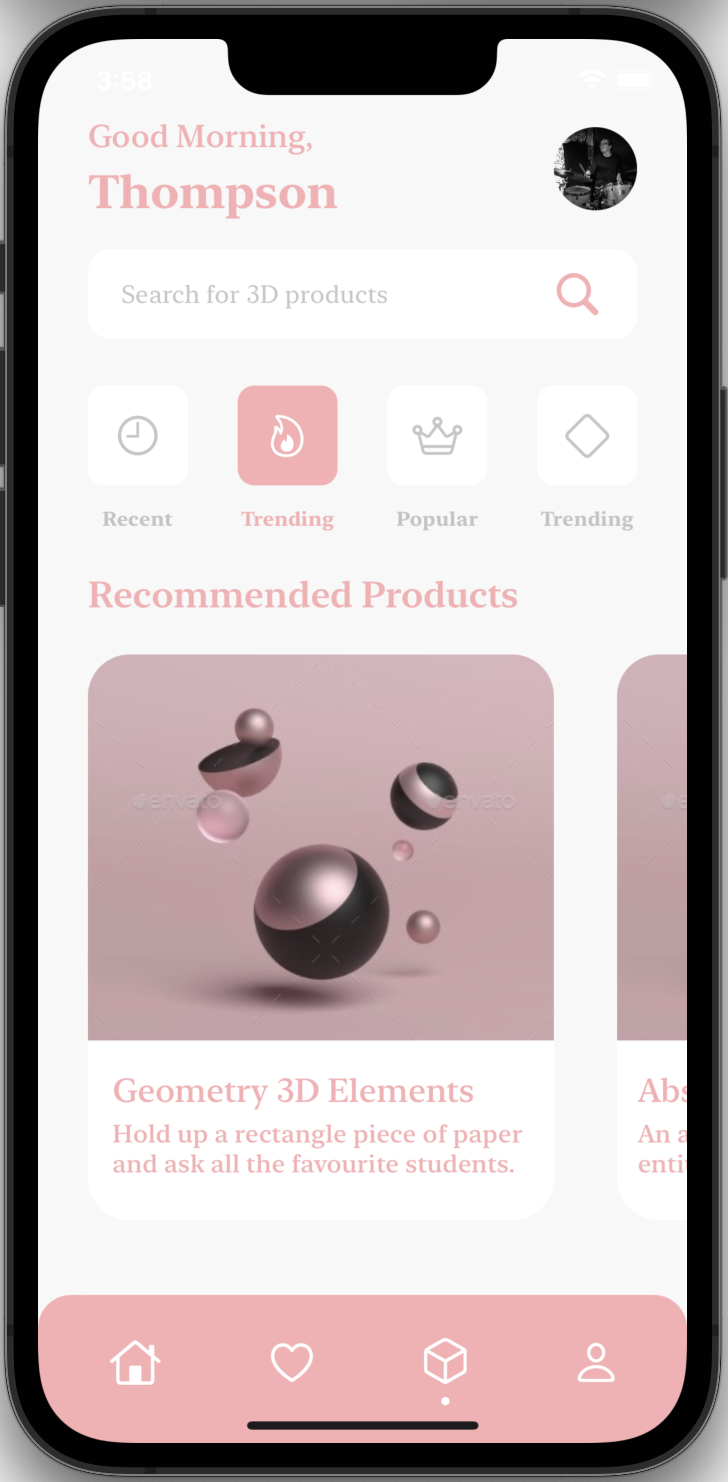 3:58
Good Morning,
Thompson
Search for 3D products
Recent
Trending
Popular
Trending
Recommended Products
envato
envato
e
Geometry 3D Elements
Hold up a rectangle piece of paper
and ask all the favourite students.
Abs
An a
enti